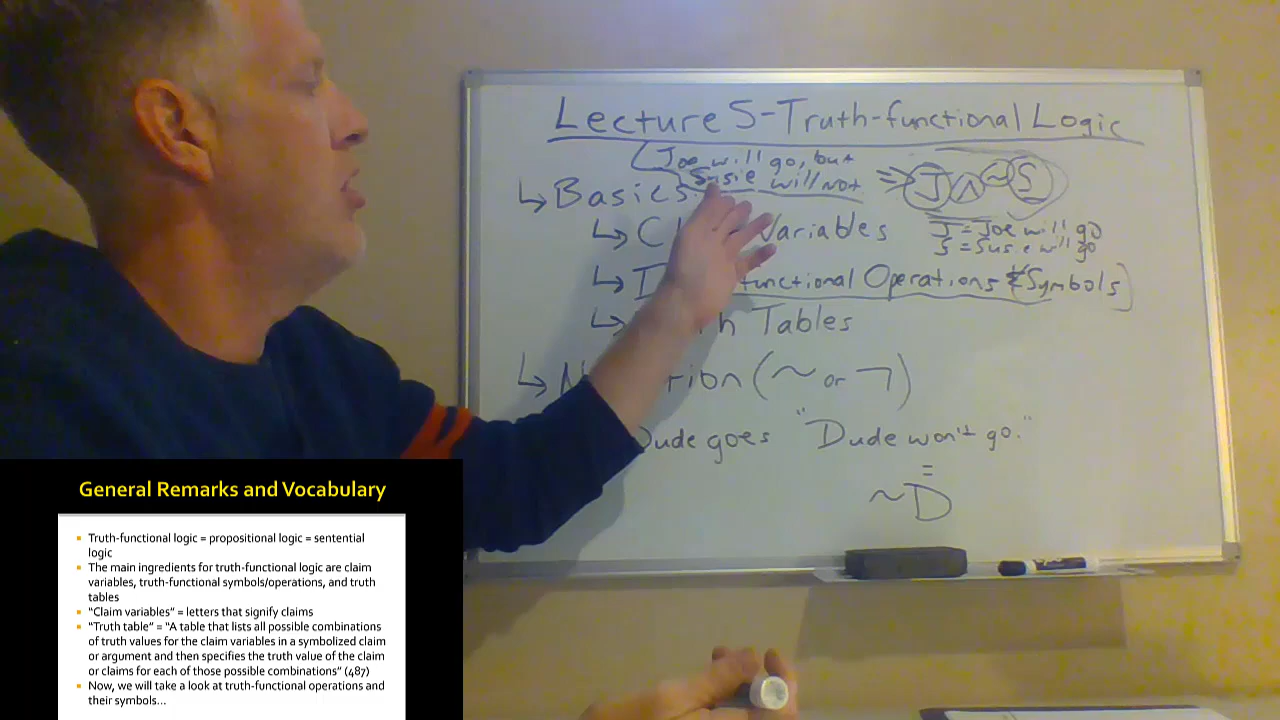 Lecture 5-Truth-functional Logic
Joe will go, but
Susie will not
J ∧ ~S
↳ Basics
↳ Variables
J = Joe will go
S = Susie will go
↳ functional Operations & Symbols
↳ Tables
↳ (~ or ¬)
Dude goes "Dude won't go."
=
~D
General Remarks and Vocabulary
Truth-functional logic = propositional logic = sentential
logic
The main ingredients for truth-functional logic are claim
variables, truth-functional symbols/operations, and truth
tables
“Claim variables” = letters that signify claims
“Truth table” = “A table that lists all possible combinations
of truth values for the claim variables in a symbolized claim
or argument and then specifies the truth value of the claim
or claims for each of those possible combinations” (487)
Now, we will take a look at truth-functional operations and
their symbols…